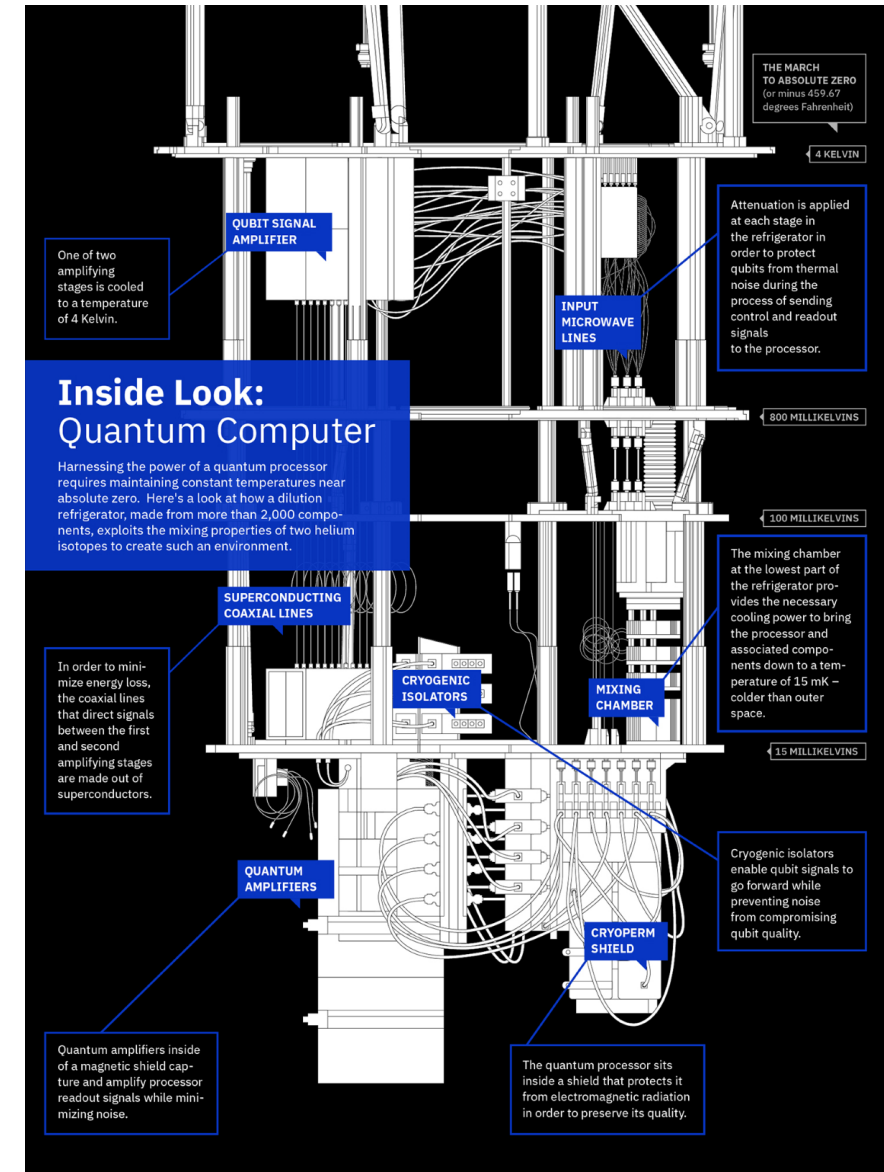 THE MARCH
TO ABSOLUTE ZERO
(or minus 459.67
degrees Fahrenheit)
4 KELVIN
QUBIT SIGNAL
AMPLIFIER
One of two
amplifying
stages is cooled
to a temperature
of 4 Kelvin.
Attenuation is applied
at each stage in
the refrigerator in
order to protect
qubits from thermal
noise during the
process of sending
control and readout
signals
to the processor.
INPUT
MICROWAVE
LINES
Inside Look:
Quantum Computer
Harnessing the power of a quantum processor
requires maintaining constant temperatures near
absolute zero. Here's a look at how a dilution
refrigerator, made from more than 2,000 compo-
nents, exploits the mixing properties of two helium
isotopes to create such an environment.
800 MILLIKELVINS
100 MILLIKELVINS
SUPERCONDUCTING
COAXIAL LINES
In order to mini-
mize energy loss,
the coaxial lines
that direct signals
between the first
and second
amplifying stages
are made out of
superconductors.
CRYOGENIC
ISOLATORS
MIXING
CHAMBER
The mixing chamber
at the lowest part of
the refrigerator pro-
vides the necessary
cooling power to bring
the processor and
associated compo-
nents down to a tem-
perature of 15 mK –
colder than outer
space.
15 MILLIKELVINS
QUANTUM
AMPLIFIERS
Cryogenic isolators
enable qubit signals to
go forward while
preventing noise
from compromising
qubit quality.
CRYOPERM
SHIELD
Quantum amplifiers inside
of a magnetic shield cap-
ture and amplify processor
readout signals while mini-
mizing noise.
The quantum processor sits
inside a shield that protects it
from electromagnetic radiation
in order to preserve its quality.